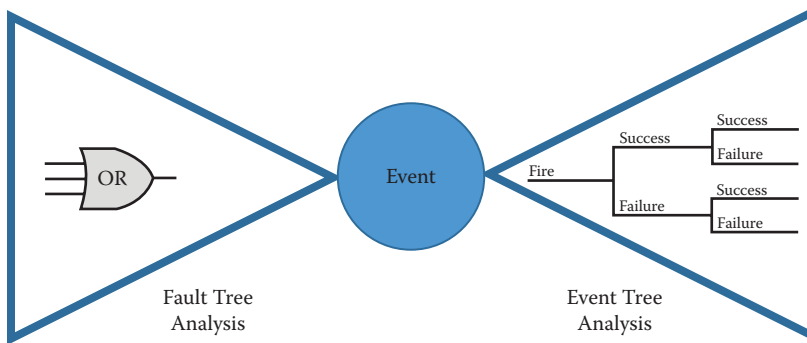 OR
Fault Tree
Analysis
Event
Fire
Success
Failure
Success
Failure
Success
Failure
Event Tree
Analysis